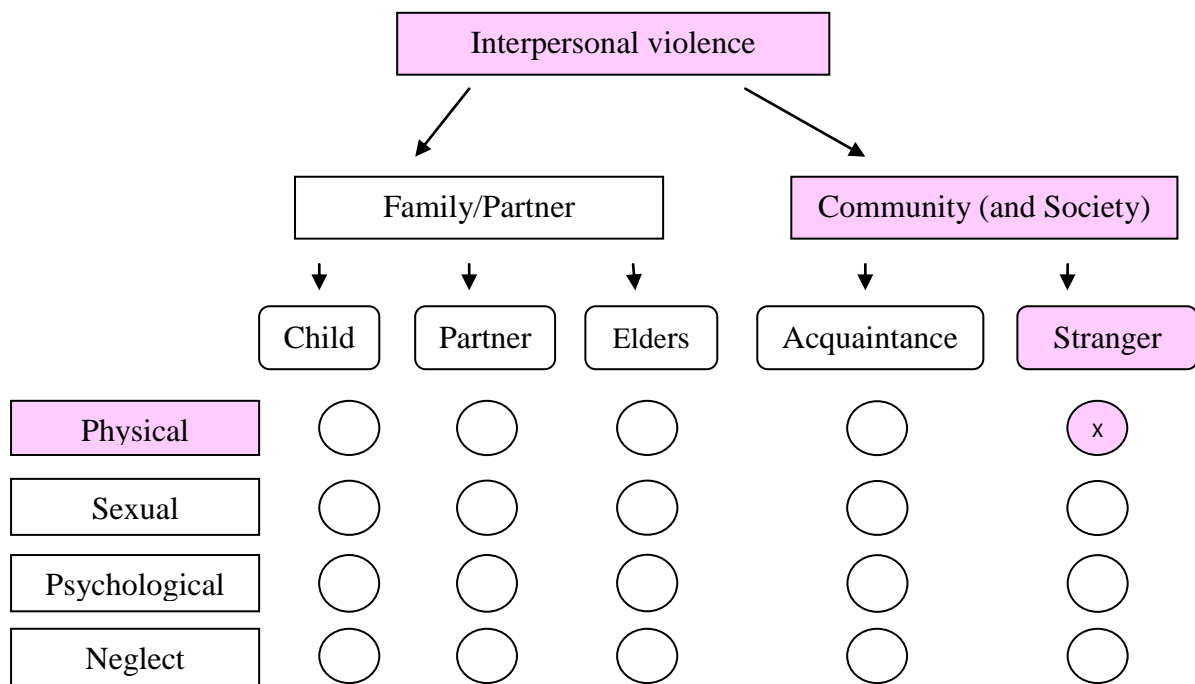 Interpersonal violence
Family/Partner
Community (and Society)
Child
Partner
Elders
Acquaintance
Stranger
Physical
x
Sexual
Psychological
Neglect